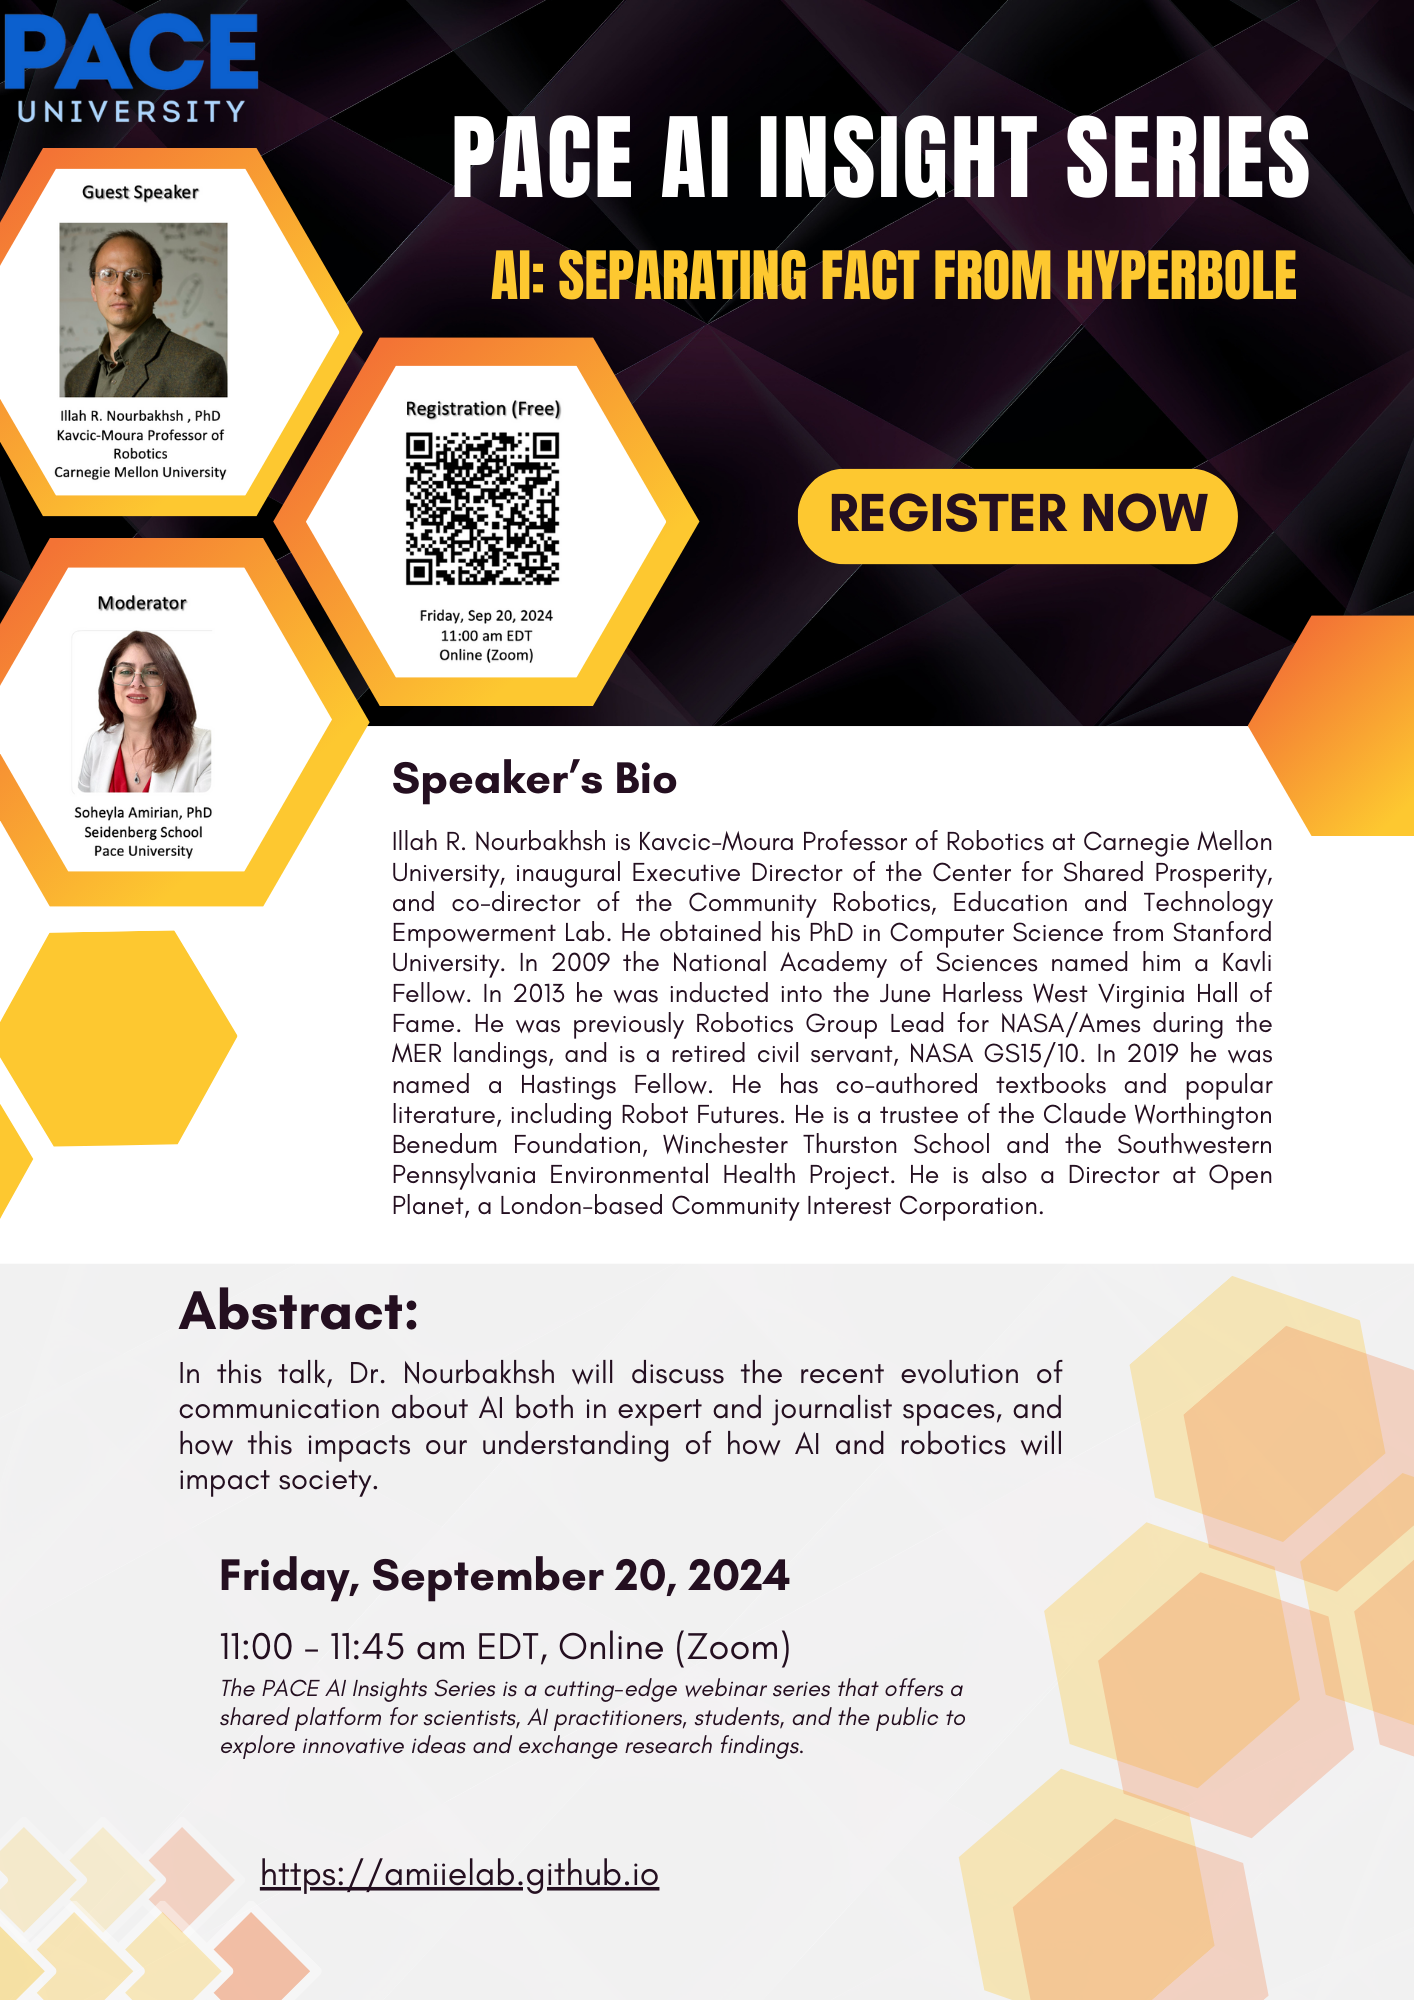 PACE
UNIVERSITY
PACE AI INSIGHT SERIES
AI: SEPARATING FACT FROM HYPERBOLE
Guest Speaker
Illah R. Nourbakhsh , PhD
Kavcic-Moura Professor of
Robotics
Carnegie Mellon University
Registration (Free)
Friday, Sep 20, 2024
11:00 am EDT
Online (Zoom)
REGISTER NOW
Moderator
Soheyla Amirian, PhD
Seidenberg School
Pace University
Speaker’s Bio
Illah R. Nourbakhsh is Kavcic-Moura Professor of Robotics at Carnegie Mellon
University, inaugural Executive Director of the Center for Shared Prosperity,
and co-director of the Community Robotics, Education and Technology
Empowerment Lab. He obtained his PhD in Computer Science from Stanford
University. In 2009 the National Academy of Sciences named him a Kavli
Fellow. In 2013 he was inducted into the June Harless West Virginia Hall of
Fame. He was previously Robotics Group Lead for NASA/Ames during the
MER landings, and is a retired civil servant, NASA GS15/10. In 2019 he was
named a Hastings Fellow. He has co-authored textbooks and popular
literature, including Robot Futures. He is a trustee of the Claude Worthington
Benedum Foundation, Winchester Thurston School and the Southwestern
Pennsylvania Environmental Health Project. He is also a Director at Open
Planet, a London-based Community Interest Corporation.
Abstract:
In this talk, Dr. Nourbakhsh will discuss the recent evolution of
communication about AI both in expert and journalist spaces, and
how this impacts our understanding of how AI and robotics will
impact society.
Friday, September 20, 2024
11:00 - 11:45 am EDT, Online (Zoom)
The PACE AI Insights Series is a cutting-edge webinar series that offers a
shared platform for scientists, AI practitioners, students, and the public to
explore innovative ideas and exchange research findings.
https://amiielab.github.io